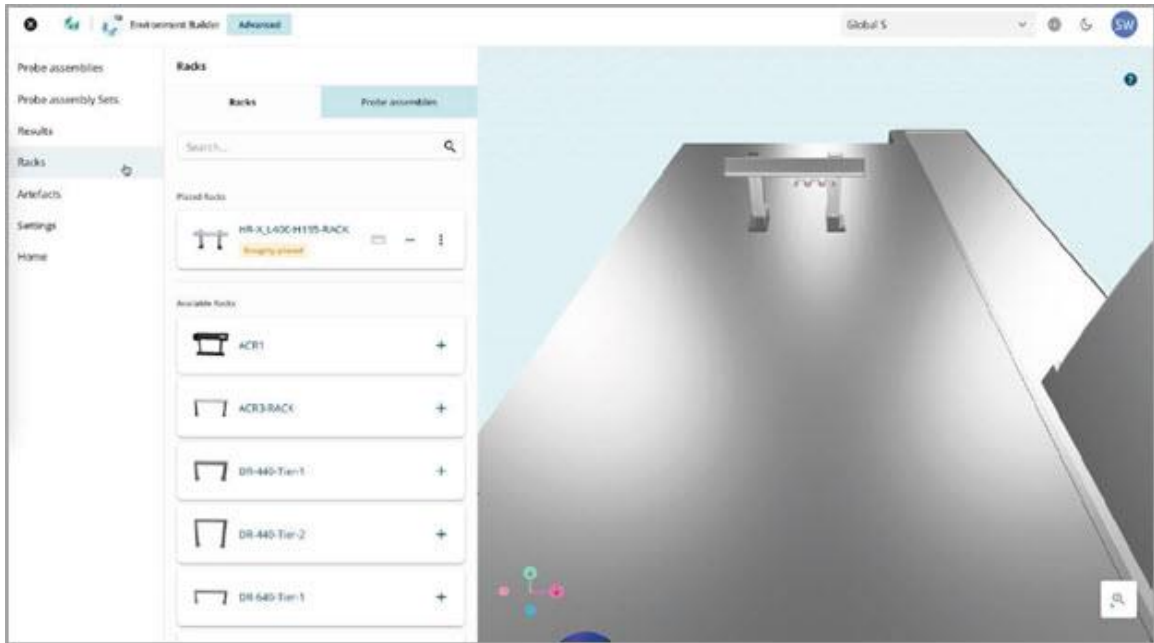 Environment Builder
Advanced
Global S
SW
Probe assemblies
Probe assembly Sets
Results
Racks
Artefacts
Settings
Home
Racks
Racks
Probe assemblies
Search...
Placed Racks
HR-X_L400-H195-RACK
Roughly placed
Available Racks
ACR1
ACR3-RACK
DR-440-Tier-1
DR-440-Tier-2
DR-640-Tier-1
?